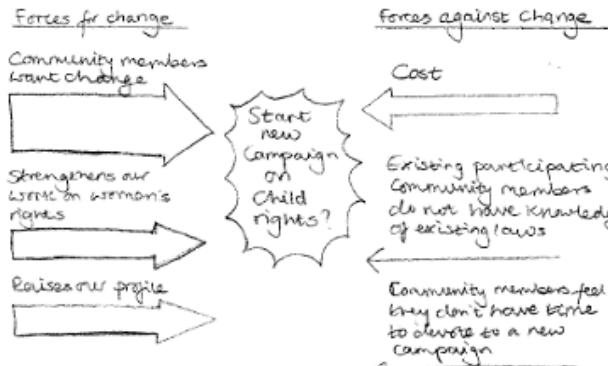 Forces for change
Community members
want change
Strengthens our
work on women's
rights
Raises our profile
Start
new
Campaign
on
Child
rights?
Forces against Change
Cost
Existing participating
Community members
do not have knowledge
of existing laws
Community members feel
they don't have time
to devote to a new
campaign